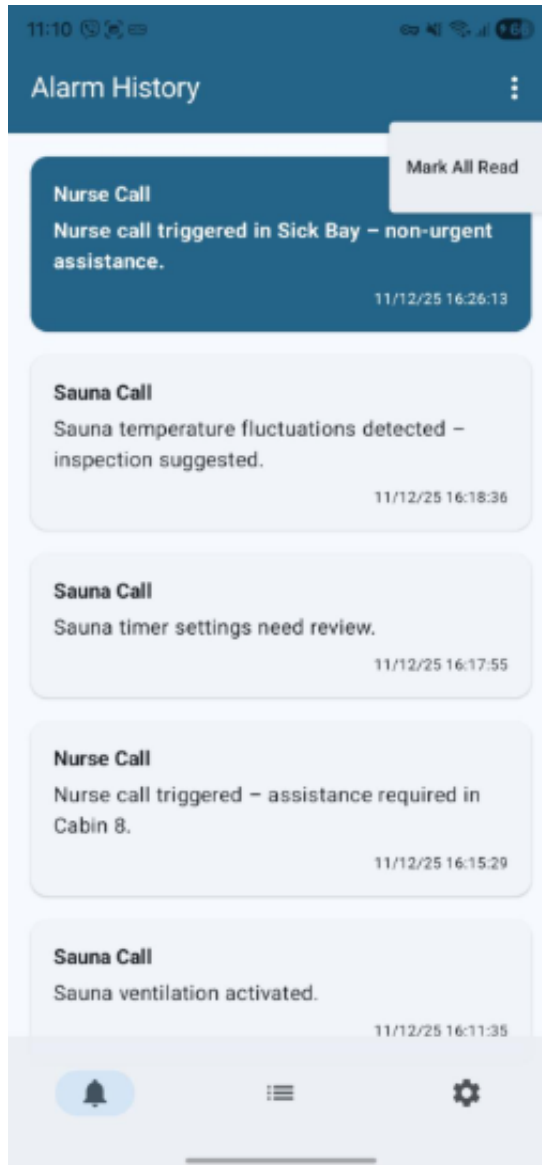 11:10
Alarm History
Mark All Read
Nurse Call
Nurse call triggered in Sick Bay – non-urgent
assistance.
11/12/25 16:26:13
Sauna Call
Sauna temperature fluctuations detected –
inspection suggested.
11/12/25 16:18:36
Sauna Call
Sauna timer settings need review.
11/12/25 16:17:55
Nurse Call
Nurse call triggered – assistance required in
Cabin 8.
11/12/25 16:15:29
Sauna Call
Sauna ventilation activated.
11/12/25 16:11:35